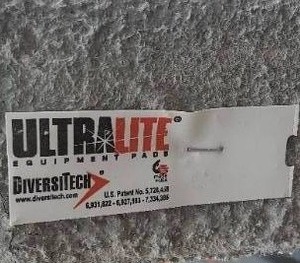 ULTRALITE®
EQUIPMENT PADS
DIVERSITECH®
www.diversitech.com
U.S. Patent No. 5,728,458
6,931,822 - 6,927,183 - 7,334,386